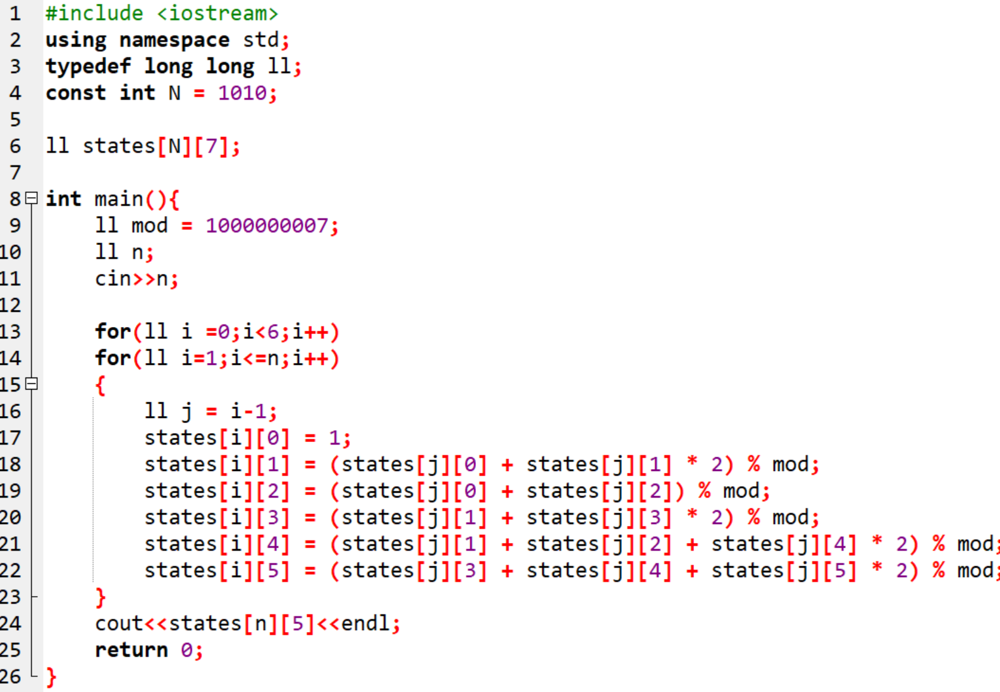 1 #include <iostream>
2 using namespace std;
3 typedef long long ll;
4 const int N = 1010;
5
6 ll states[N][7];
7
8 int main(){
9     ll mod = 1000000007;
10     ll n;
11     cin>>n;
12
13     for(ll i =0;i<6;i++)
14     for(ll i=1;i<=n;i++)
15     {
16         ll j = i-1;
17         states[i][0] = 1;
18         states[i][1] = (states[j][0] + states[j][1] * 2) % mod;
19         states[i][2] = (states[j][0] + states[j][2]) % mod;
20         states[i][3] = (states[j][1] + states[j][3] * 2) % mod;
21         states[i][4] = (states[j][1] + states[j][2] + states[j][4] * 2) % mod;
22         states[i][5] = (states[j][3] + states[j][4] + states[j][5] * 2) % mod;
23     }
24     cout<<states[n][5]<<endl;
25     return 0;
26 }